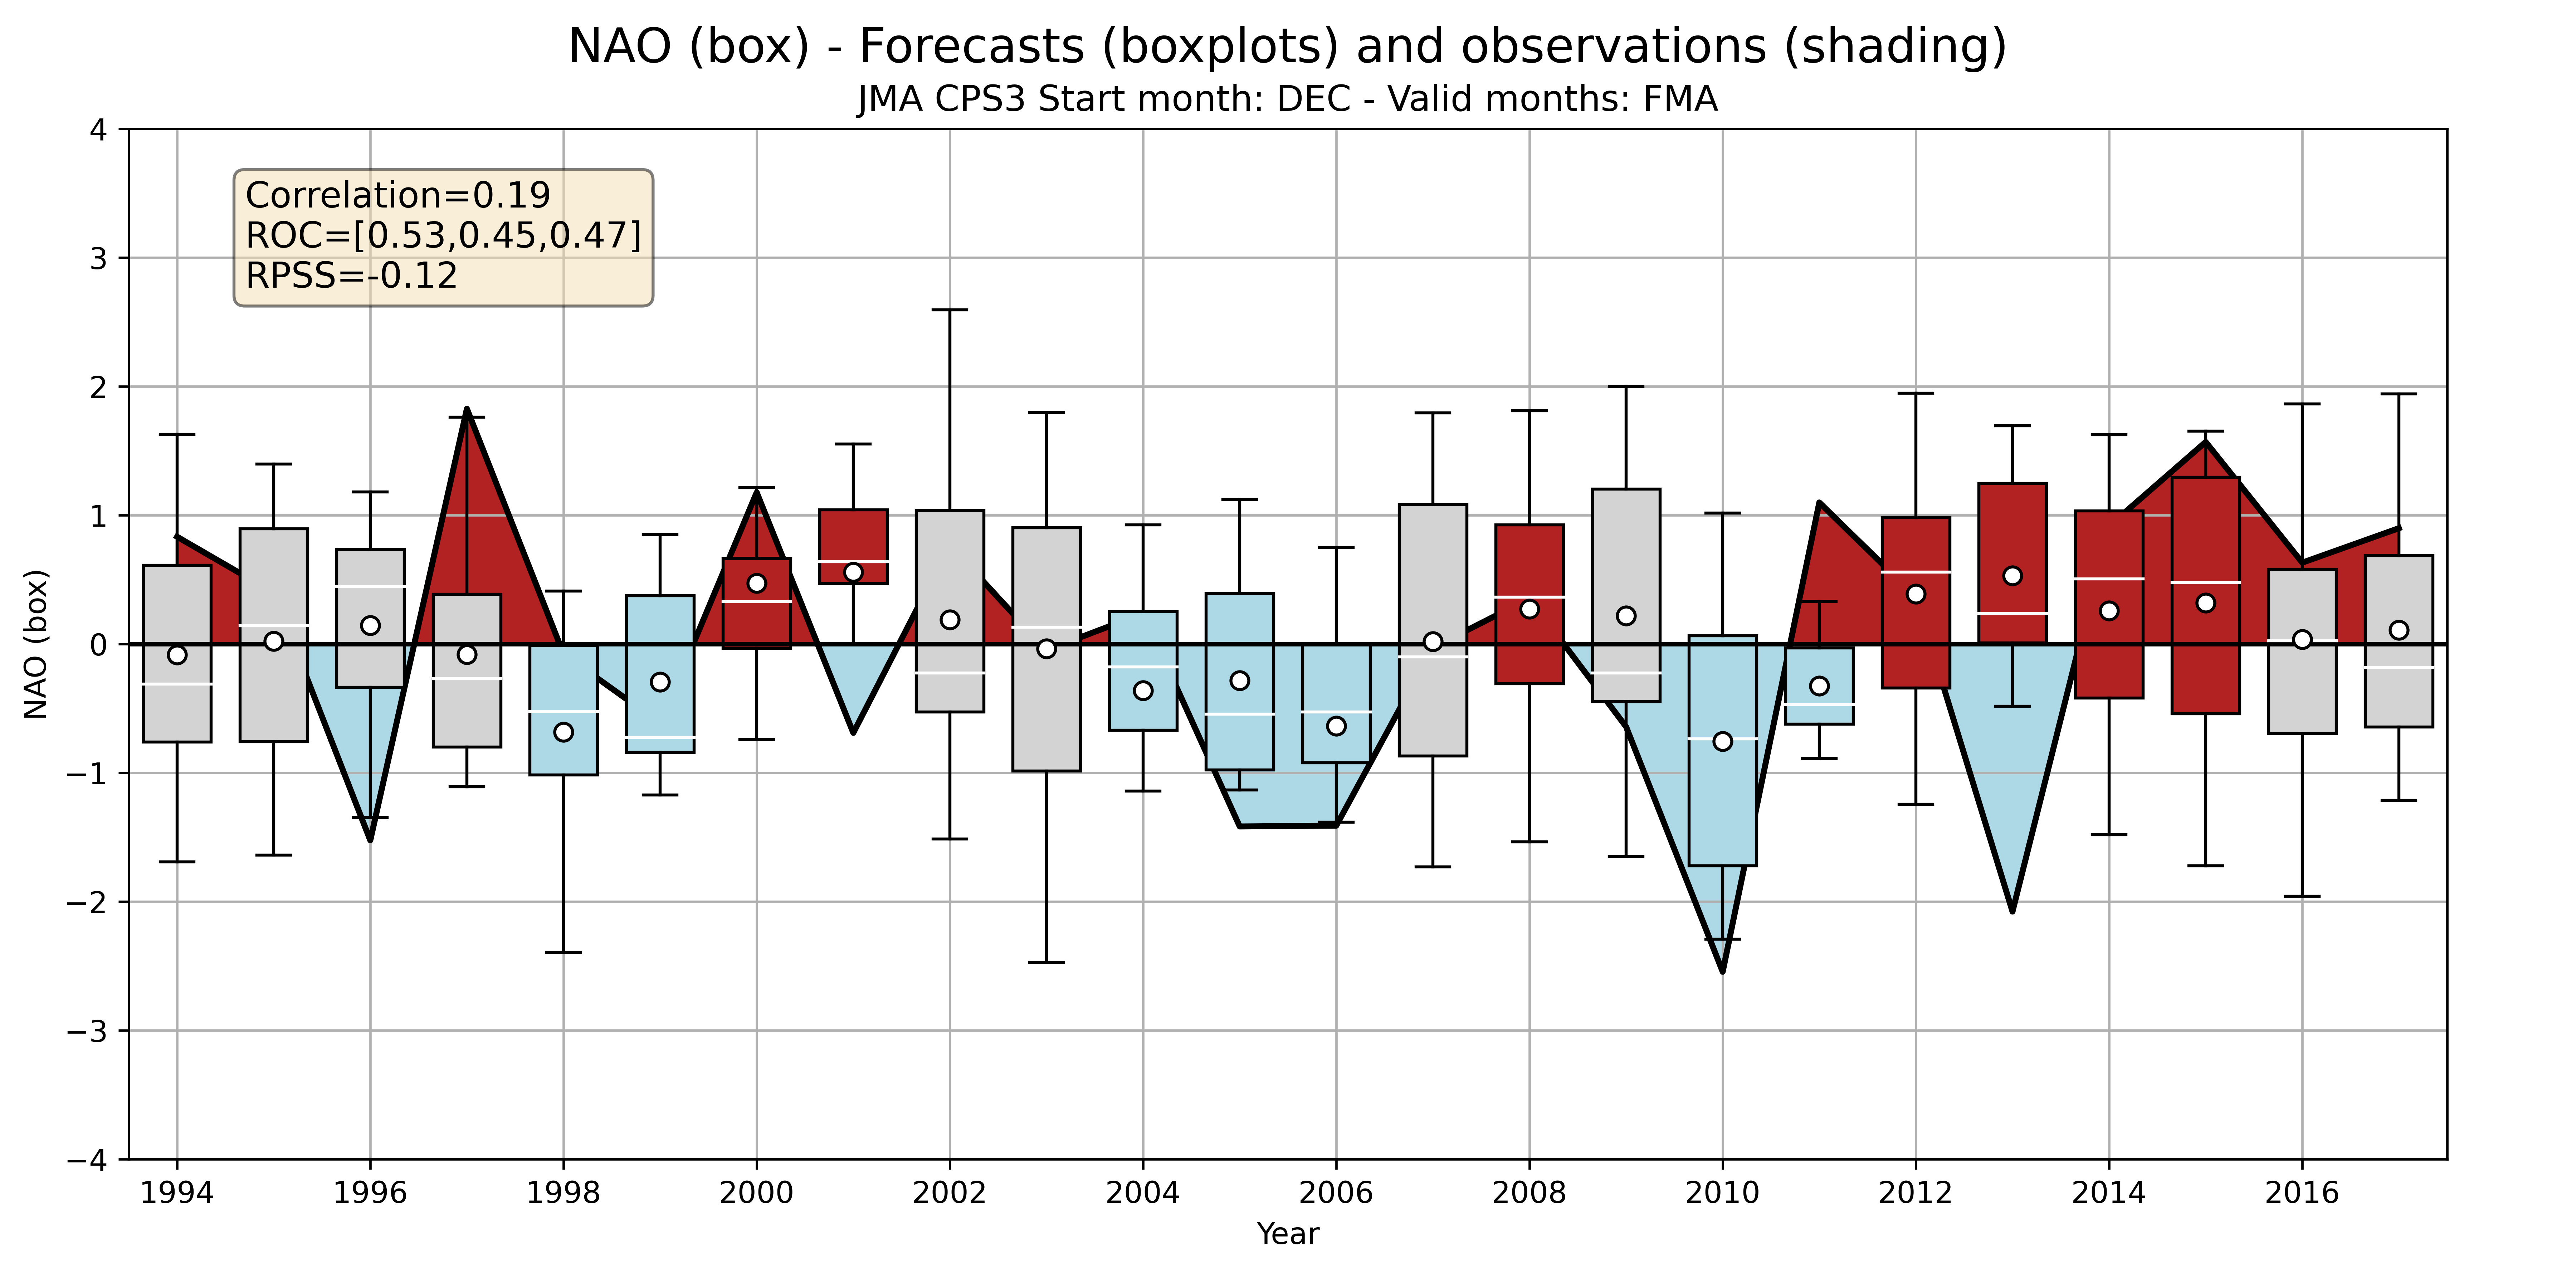 NAO (box) - Forecasts (boxplots) and observations (shading)
JMA CPS3 Start month: DEC - Valid months: FMA
Correlation=0.19
ROC=[0.53,0.45,0.47]
RPSS=-0.12
NAO (box)
4
3
2
1
0
−1
−2
−3
−4
1994 1996 1998 2000 2002 2004 2006 2008 2010 2012 2014 2016
Year